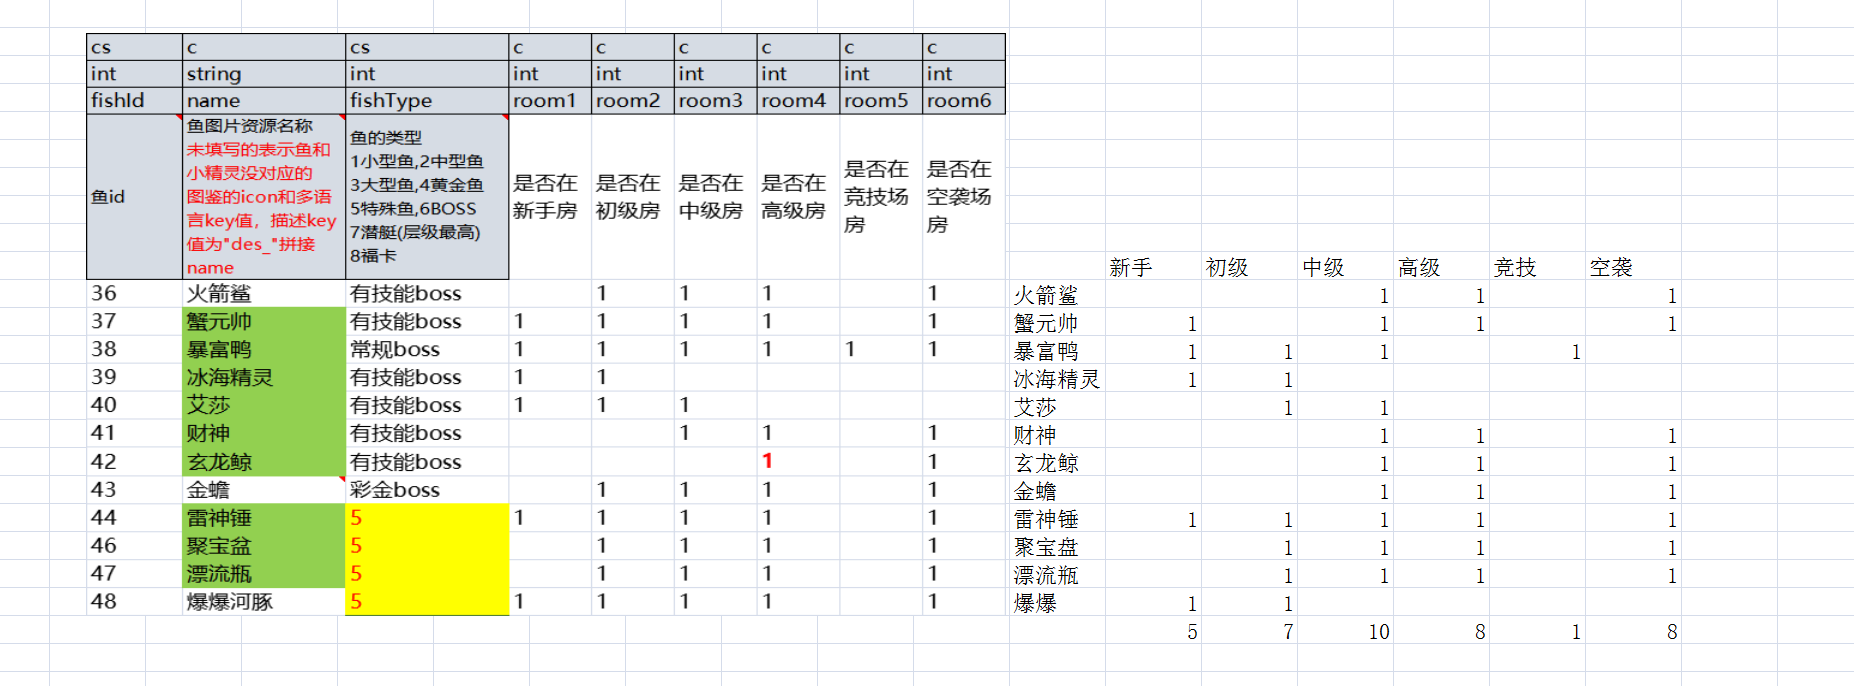 cs c cs c c c c c c
int string int int int int int int int
fishId name fishType room1 room2 room3 room4 room5 room6
鱼id
鱼图片资源名称
未填写的表示鱼和
小精灵没对应的
图鉴的icon和多语
言key值，描述key
值为"des_"拼接
name
鱼的类型
1小型鱼,2中型鱼
3大型鱼,4黄金鱼
5特殊鱼,6BOSS
7潜艇(层级最高)
8福卡
是否在
新手房
是否在
初级房
是否在
中级房
是否在
高级房
是否在
竞技场
房
是否在
空袭场
房
36 火箭鲨 有技能boss 1 1 1 1
37 蟹元帅 有技能boss 1 1 1 1 1
38 暴富鸭 常规boss 1 1 1 1 1 1
39 冰海精灵 有技能boss 1 1
40 艾莎 有技能boss 1 1 1
41 财神 有技能boss 1 1 1
42 玄龙鲸 有技能boss 1 1
43 金蟾 彩金boss 1 1 1 1
44 雷神锤 5 1 1 1 1 1
46 聚宝盆 5 1 1 1 1
47 漂流瓶 5 1 1 1 1
48 爆爆河豚 5 1 1 1 1 1
新手 初级 中级 高级 竞技 空袭
火箭鲨 1 1 1
蟹元帅 1 1 1 1
暴富鸭 1 1 1 1
冰海精灵 1 1
艾莎 1 1
财神 1 1 1
玄龙鲸 1 1 1
金蟾 1 1 1
雷神锤 1 1 1 1 1
聚宝盘 1 1 1 1
漂流瓶 1 1 1 1
爆爆 1 1
5 7 10 8 1 8